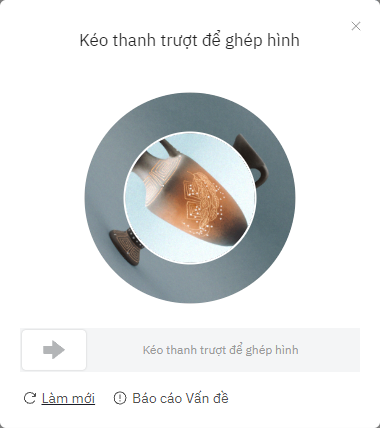 Kéo thanh trượt để ghép hình
Kéo thanh trượt để ghép hình
Làm mới
Báo cáo Vấn đề